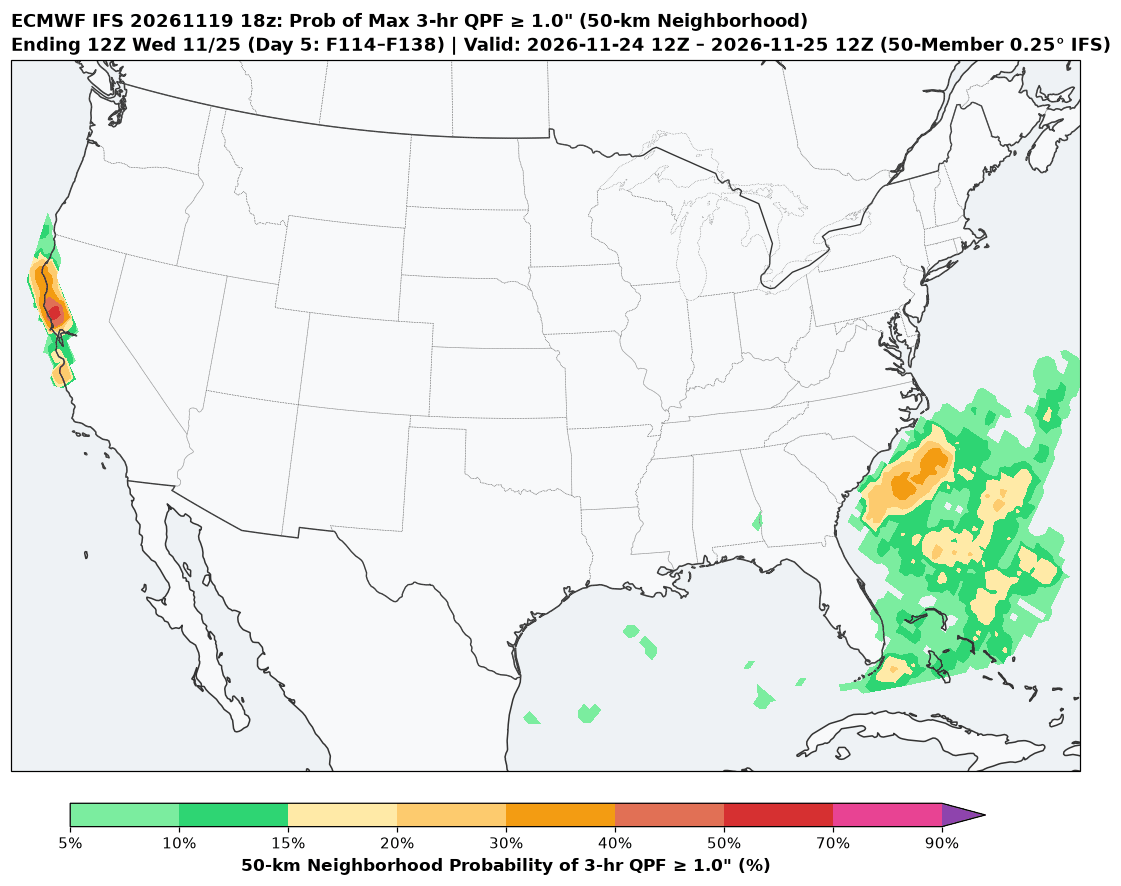 ECMWF IFS 20261119 18z: Prob of Max 3-hr QPF ≥ 1.0" (50-km Neighborhood)
Ending 12Z Wed 11/25 (Day 5: F114–F138) | Valid: 2026-11-24 12Z – 2026-11-25 12Z (50-Member 0.25° IFS)
5% 10% 15% 20% 30% 40% 50% 70% 90%
50-km Neighborhood Probability of 3-hr QPF ≥ 1.0" (%)